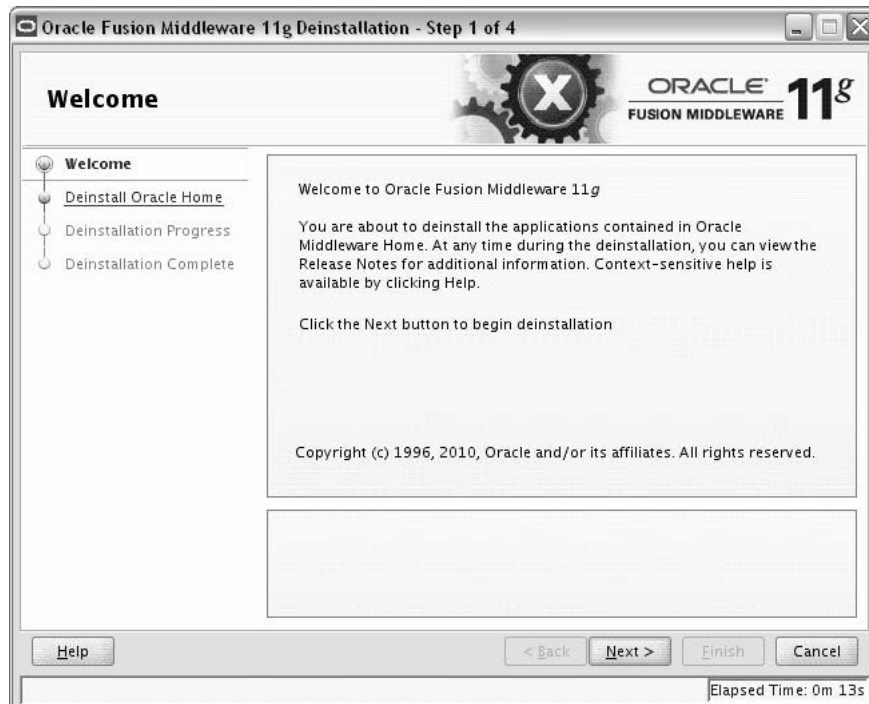 Oracle Fusion Middleware 11g Deinstallation - Step 1 of 4
Welcome
X
ORACLE
FUSION MIDDLEWARE
11g
Welcome
Deinstall Oracle Home
Deinstallation Progress
Deinstallation Complete
Welcome to Oracle Fusion Middleware 11g
You are about to deinstall the applications contained in Oracle
Middleware Home. At any time during the deinstallation, you can view the
Release Notes for additional information. Context-sensitive help is
available by clicking Help.
Click the Next button to begin deinstallation
Copyright (c) 1996, 2010, Oracle and/or its affiliates. All rights reserved.
Help
< Back
Next >
Finish
Cancel
Elapsed Time: 0m 13s